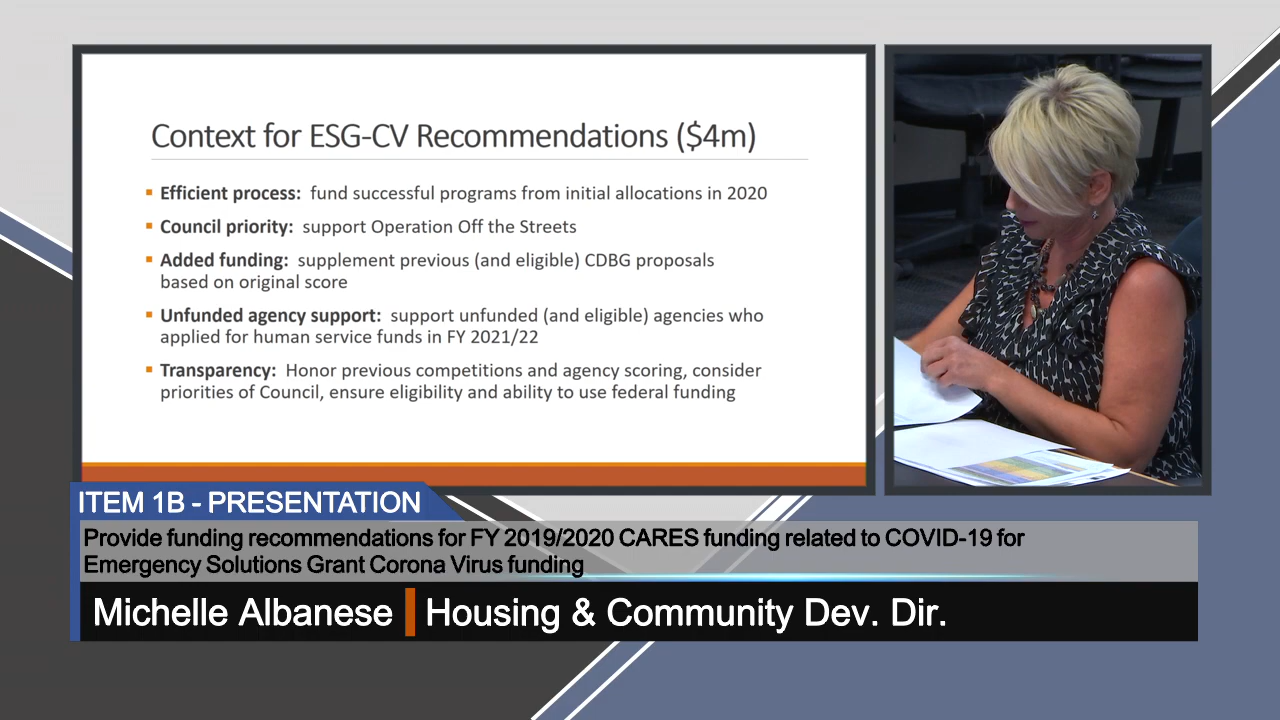 Context for ESG-CV Recommendations ($4m)
Efficient process: fund successful programs from initial allocations in 2020
Council priority: support Operation Off the Streets
Added funding: supplement previous (and eligible) CDBG proposals
based on original score
Unfunded agency support: support unfunded (and eligible) agencies who
applied for human service funds in FY 2021/22
Transparency: Honor previous competitions and agency scoring, consider
priorities of Council, ensure eligibility and ability to use federal funding
ITEM 1B - PRESENTATION
Provide funding recommendations for FY 2019/2020 CARES funding related to COVID-19 for
Emergency Solutions Grant Corona Virus funding
Michelle Albanese Housing & Community Dev. Dir.